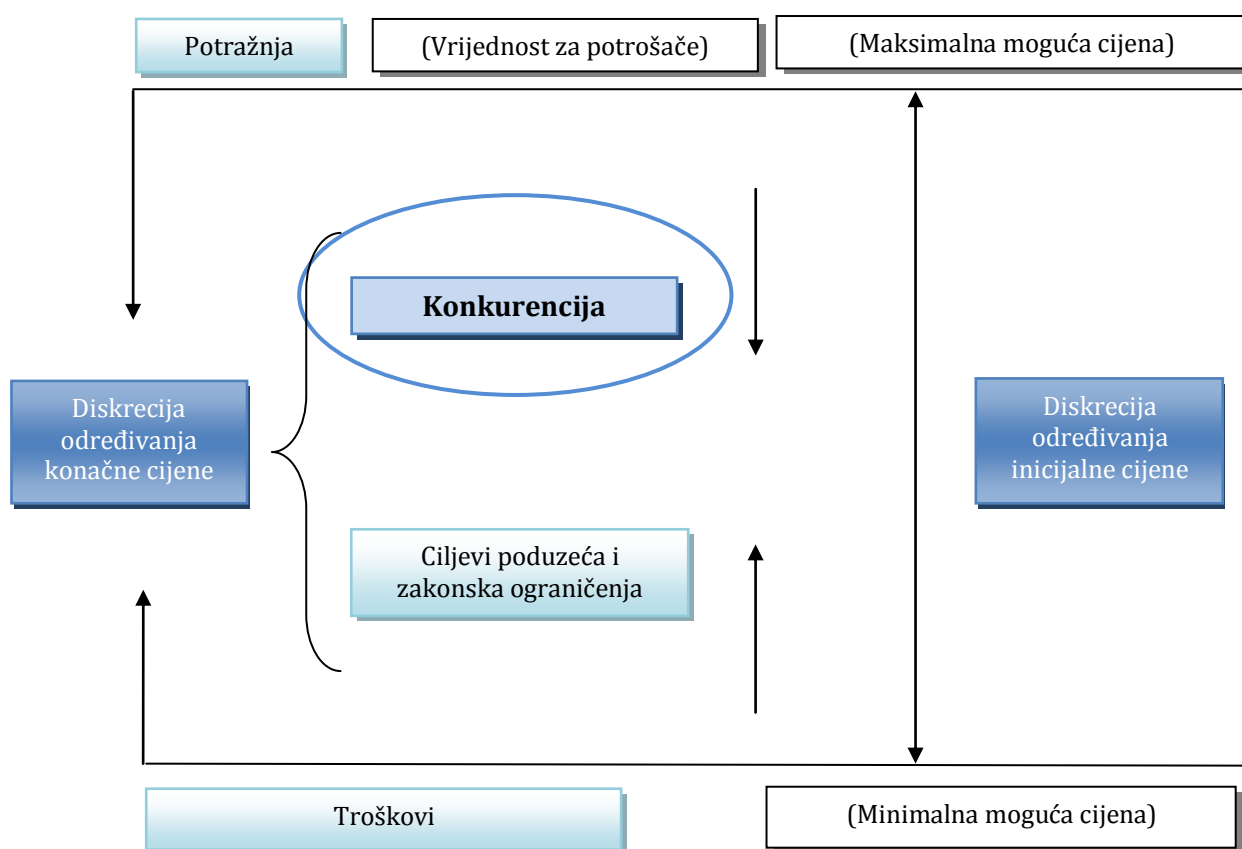 Potražnja
(Vrijednost za potrošače)
(Maksimalna moguća cijena)
Konkurencija
Diskrecija
određivanja
konačne cijene
Diskrecija
određivanja
inicijalne cijene
Ciljevi poduzeća i
zakonska ograničenja
Troškovi
(Minimalna moguća cijena)